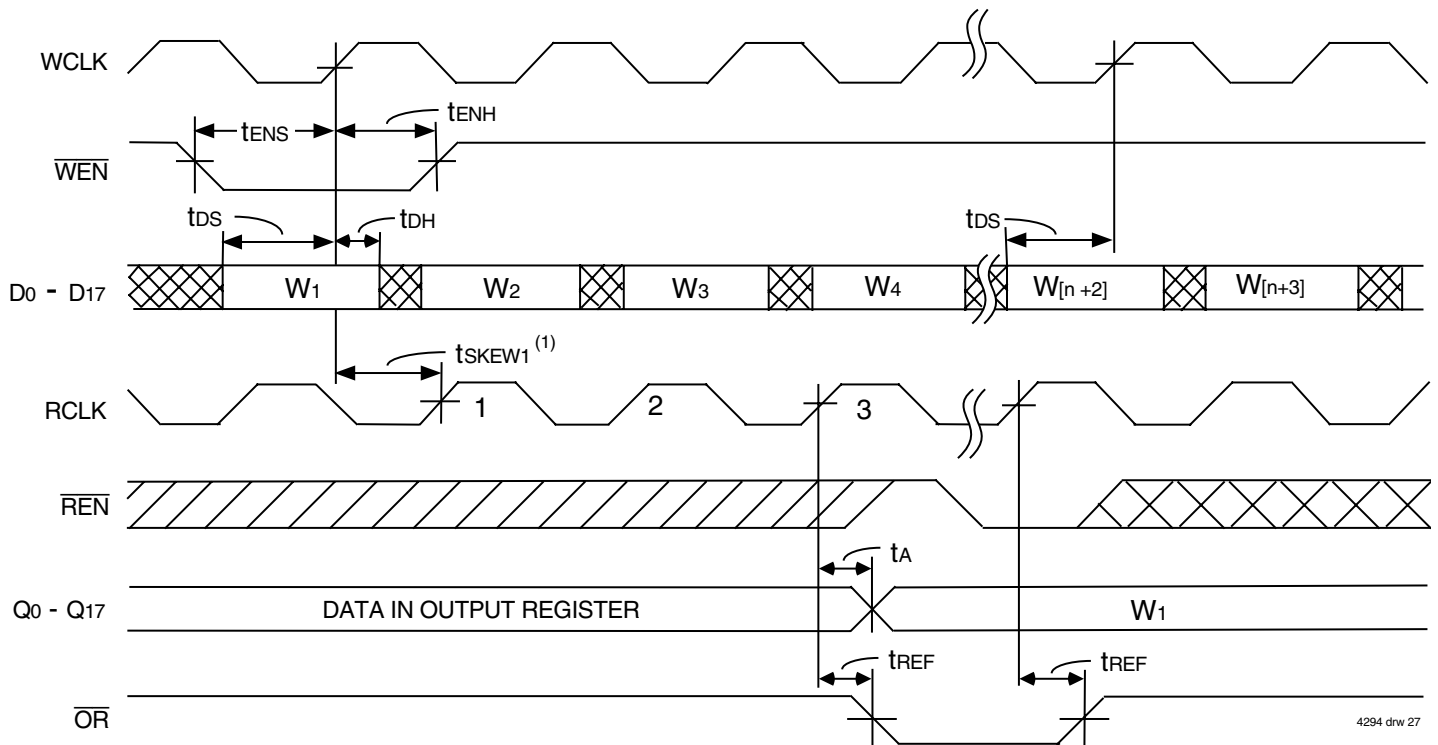 WCLK
tENS
tENH
WEN
tDS
tDH
tDS
D0 - D17
W1
W2
W3
W4
W[n +2]
W[n+3]
tSKEW1 (1)
RCLK
1
2
3
REN
tA
Q0 - Q17
DATA IN OUTPUT REGISTER
W1
tREF
tREF
OR
4294 drw 27